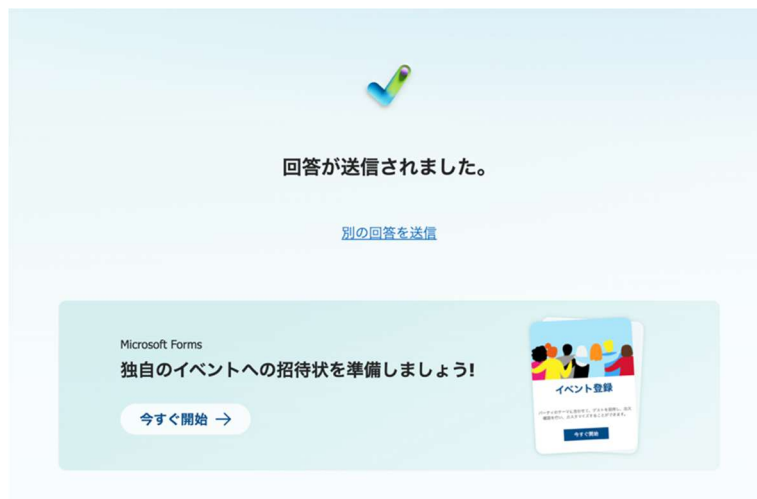 回答が送信されました。
別の回答を送信
Microsoft Forms
独自のイベントへの招待状を準備しましょう!
今すぐ開始 →
イベント登録
今すぐ開始